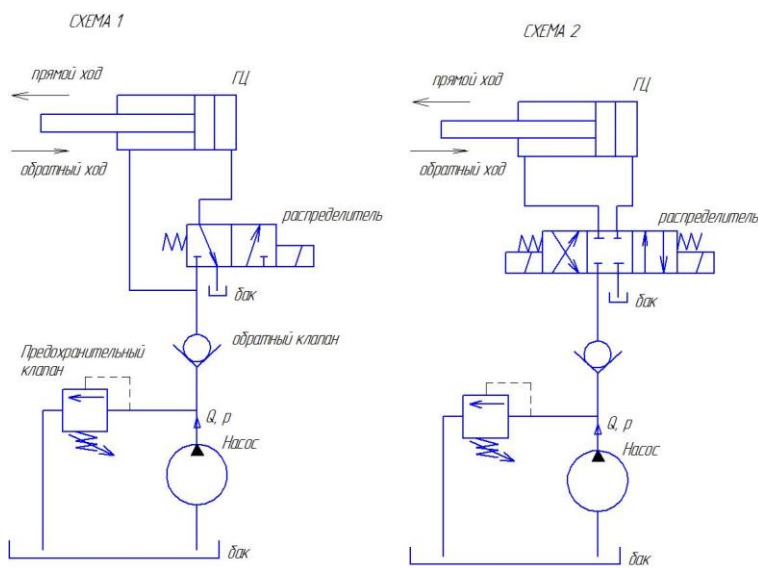 СХЕМА 1
прямой ход
ГЦ
обратный ход
распределитель
бак
обратный клапан
Предохранительный
клапан
Q, p
Насос
бак
СХЕМА 2
прямой ход
ГЦ
обратный ход
распределитель
бак
Q, p
Насос
бак